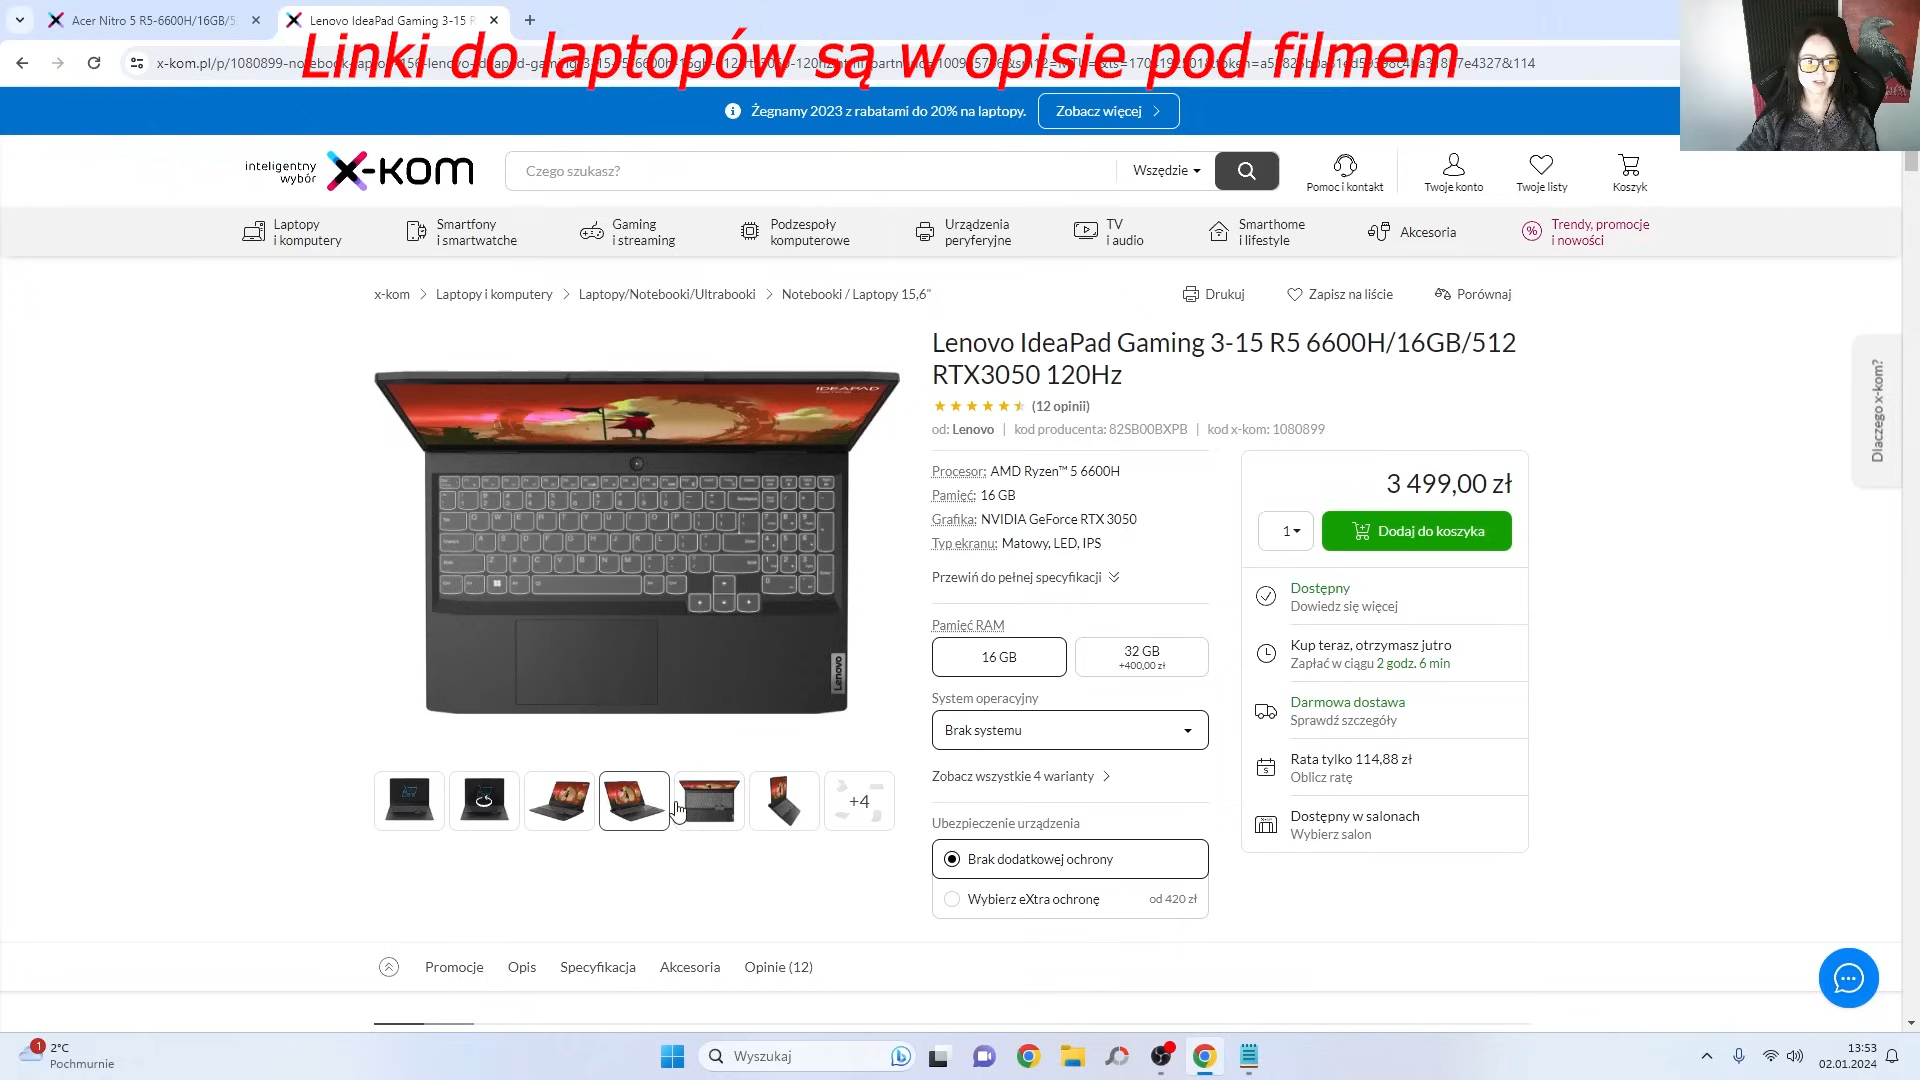 Acer Nitro 5 R5-6600H/16GB/5
Lenovo IdeaPad Gaming 3-15 R
Linki do laptopów są w opisie pod filmem
Żegnamy 2023 z rabatami do 20% na laptopy.
Zobacz więcej
inteligentny
wybór
x-kom
Czego szukasz?
Wszędzie
Pomoc i kontakt
Twoje konto
Twoje listy
Koszyk
Laptopy
i komputery
Smartfony
i smartwatche
Gaming
i streaming
Podzespoły
komputerowe
Urządzenia
peryferyjne
TV
i audio
Smarthome
i lifestyle
Akcesoria
Trendy, promocje
i nowości
x-kom
Laptopy i komputery
Laptopy/Notebooki/Ultrabooki
Notebooki / Laptopy 15,6"
Drukuj
Zapisz na liście
Porównaj
Lenovo IdeaPad Gaming 3-15 R5 6600H/16GB/512
RTX3050 120Hz
(12 opinii)
od: Lenovo | kod producenta: 82SB00BXPB | kod x-kom: 1080899
Procesor: AMD Ryzen™ 5 6600H
Pamięć: 16 GB
Grafika: NVIDIA GeForce RTX 3050
Typ ekranu: Matowy, LED, IPS
Przewiń do pełnej specyfikacji
Pamięć RAM
16 GB
32 GB
+400,00 zł
System operacyjny
Brak systemu
Zobacz wszystkie 4 warianty
Ubezpieczenie urządzenia
Brak dodatkowej ochrony
Wybierz eXtra ochronę
od 420 zł
3 499,00 zł
1
Dodaj do koszyka
Dostępny
Dowiedz się więcej
Kup teraz, otrzymasz jutro
Zapłać w ciągu 2 godz. 6 min
Darmowa dostawa
Sprawdź szczegóły
Rata tylko 114,88 zł
Oblicz ratę
Dostępny w salonach
Wybierz salon
Dlaczego x-kom?
IDEAPAD
Lenovo
+4
Promocje
Opis
Specyfikacja
Akcesoria
Opinie (12)
1
2°C
Pochmurnie
Wyszukaj
13:53
02.01.2024